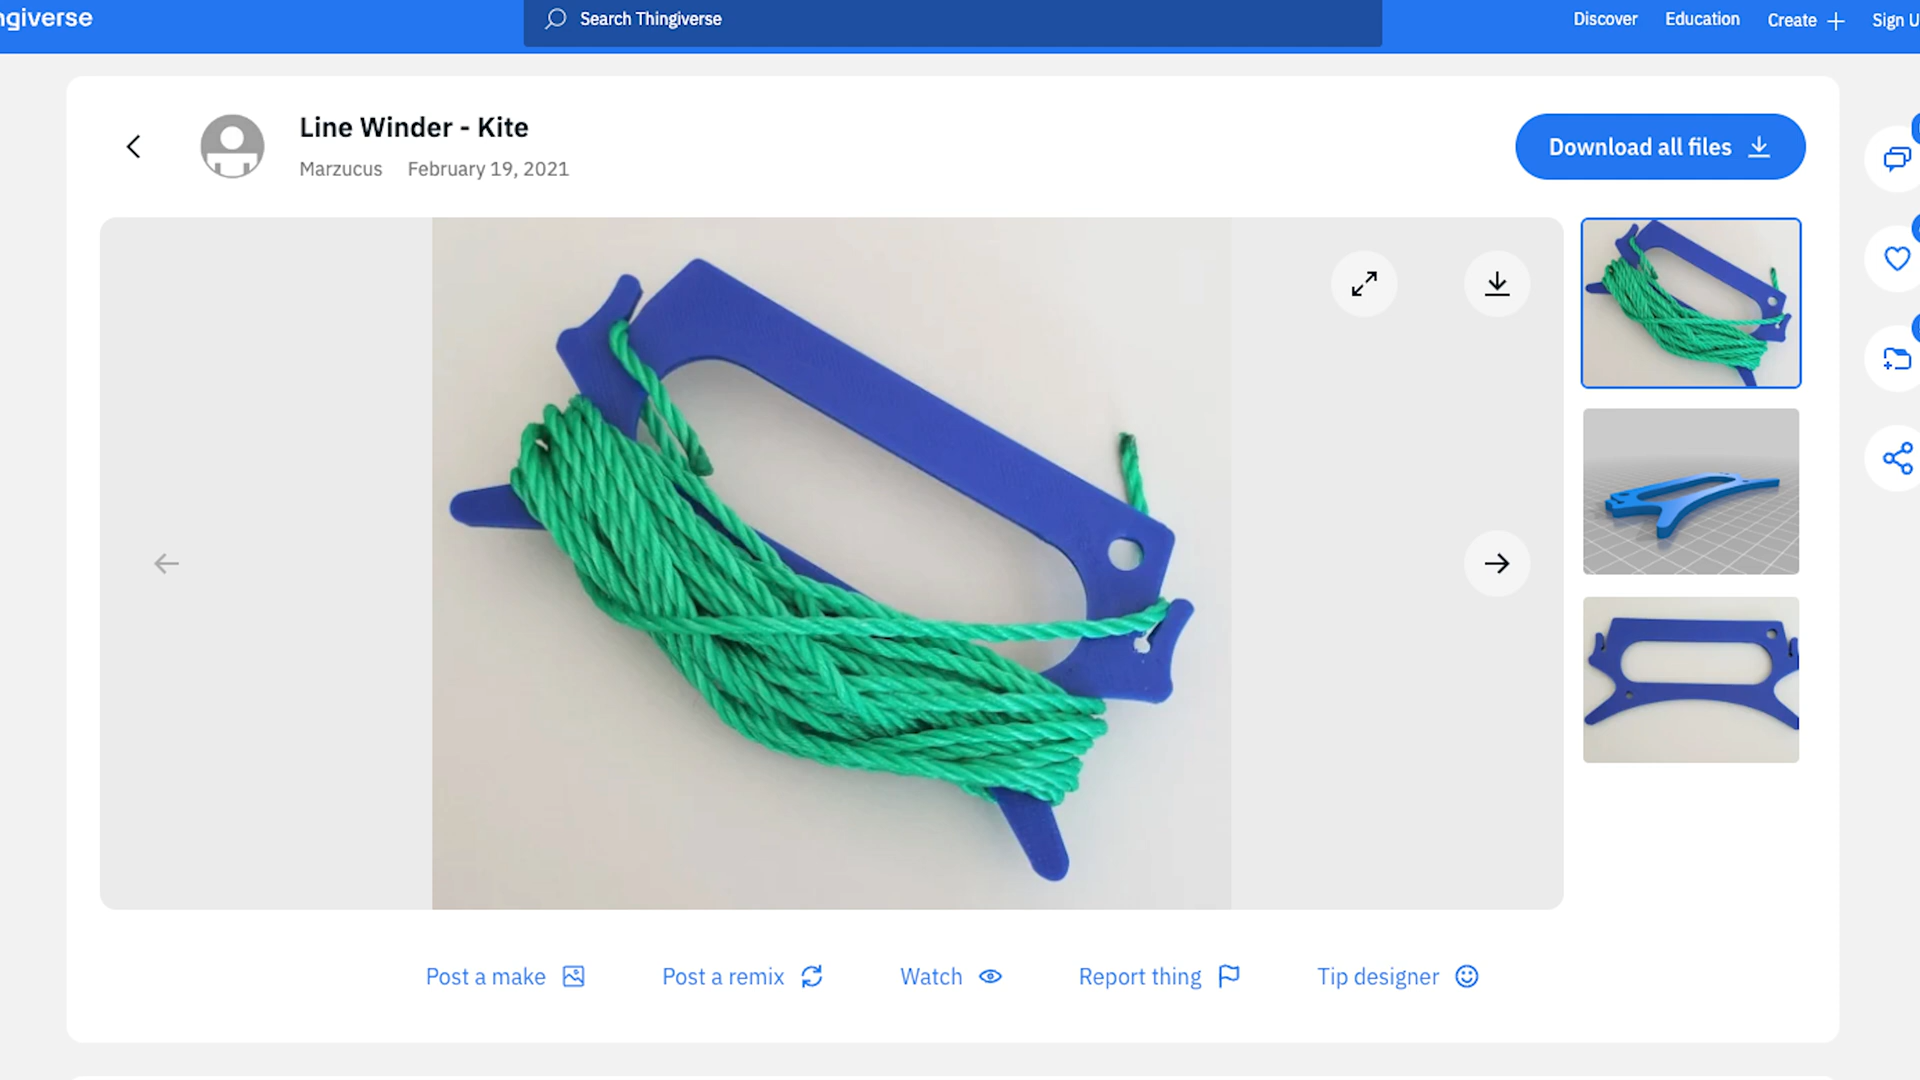 ngiverse
Search Thingiverse
Discover
Education
Create
Sign U
Line Winder - Kite
Marzucus
February 19, 2021
Download all files
Post a make
Post a remix
Watch
Report thing
Tip designer